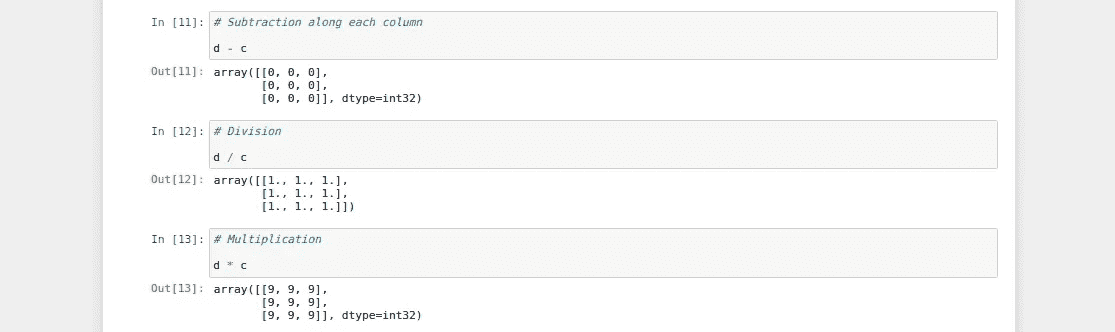 In [11]: # Subtraction along each column
d - c
Out[11]: array([[0, 0, 0],
[0, 0, 0],
[0, 0, 0]], dtype=int32)
In [12]: # Division
d / c
Out[12]: array([[1., 1., 1.],
[1., 1., 1.],
[1., 1., 1.]])
In [13]: # Multiplication
d * c
Out[13]: array([[9, 9, 9],
[9, 9, 9],
[9, 9, 9]], dtype=int32)